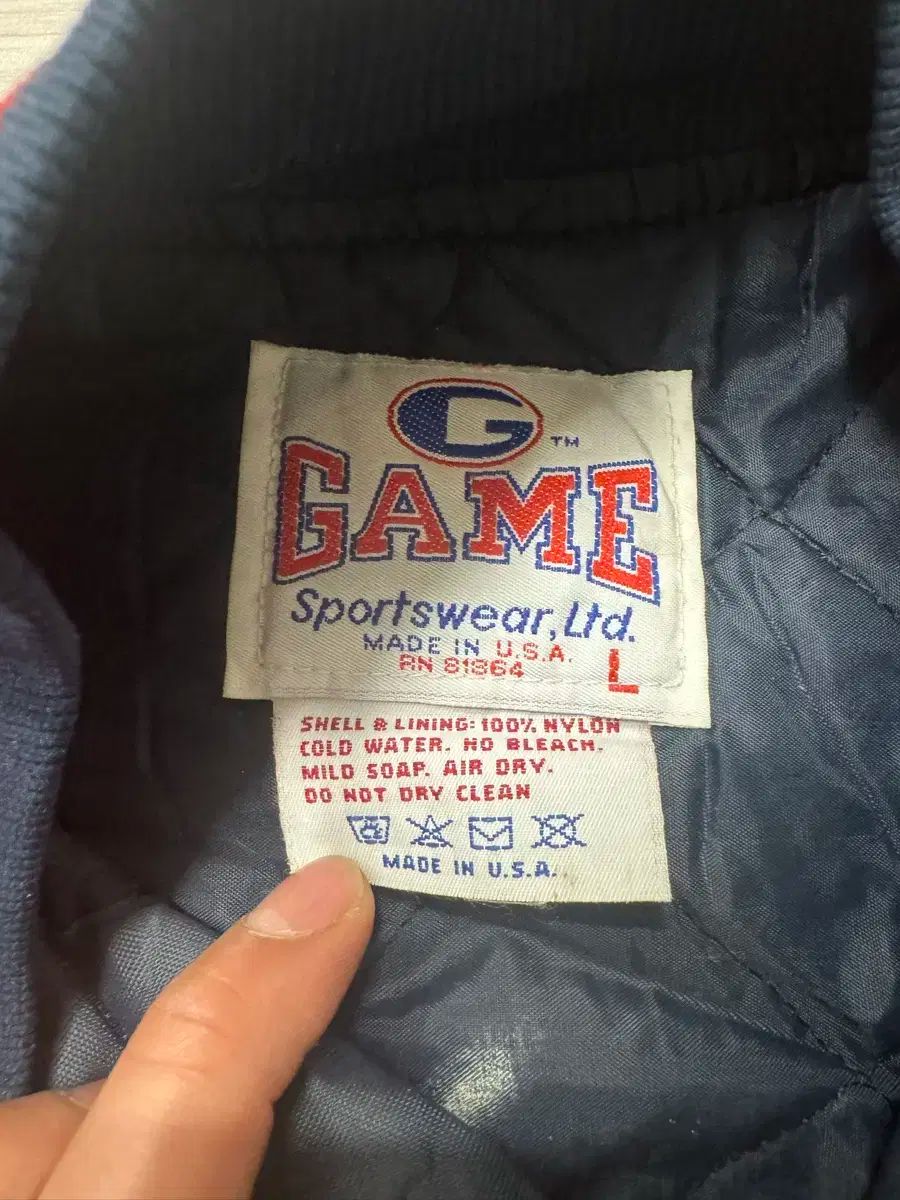 G TM
GAME
Sportswear, Ltd.
MADE IN U.S.A.
RN 81864 L
SHELL & LINING: 100% NYLON
COLD WATER. NO BLEACH.
MILD SOAP. AIR DRY.
DO NOT DRY CLEAN
MADE IN U.S.A.